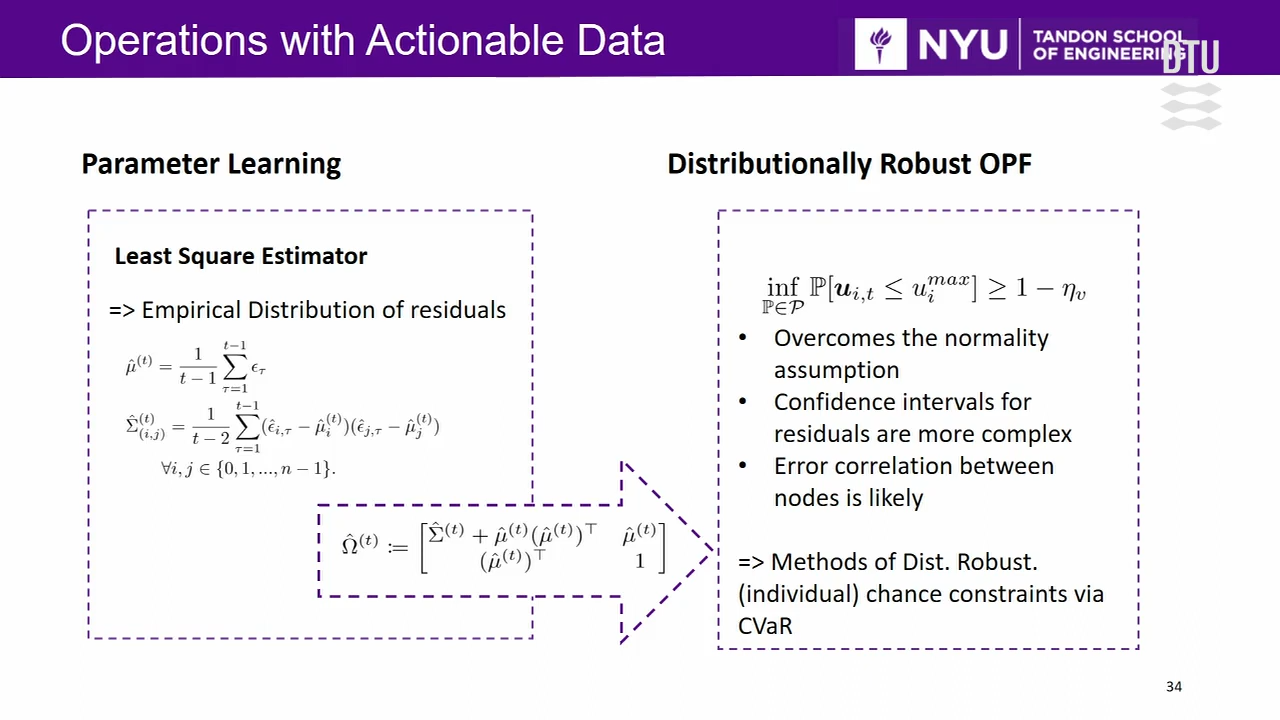 Operations with Actionable Data
NYU
TANDON SCHOOL
OF ENGINEERING
DTU
Parameter Learning
Least Square Estimator
=> Empirical Distribution of residuals
μ̂^(t) = 1/(t − 1) ∑_{τ=1}^{t−1} ϵ_τ
Σ̂^(t)_(i,j) = 1/(t − 2) ∑_{τ=1}^{t−1} (ϵ̂_{i,τ} − μ̂_i^(t))(ϵ̂_{j,τ} − μ̂_j^(t))
∀i, j ∈ {0, 1, ..., n − 1}.
Ω̂^(t) := [Σ̂^(t) + μ̂^(t)(μ̂^(t))^⊤ μ̂^(t)
(μ̂^(t))^⊤ 1]
Distributionally Robust OPF
inf_{ℙ∈𝒫} ℙ[u_{i,t} ≤ u_i^{max}] ≥ 1 − η_v
• Overcomes the normality
assumption
• Confidence intervals for
residuals are more complex
• Error correlation between
nodes is likely
=> Methods of Dist. Robust.
(individual) chance constraints via
CVaR
34